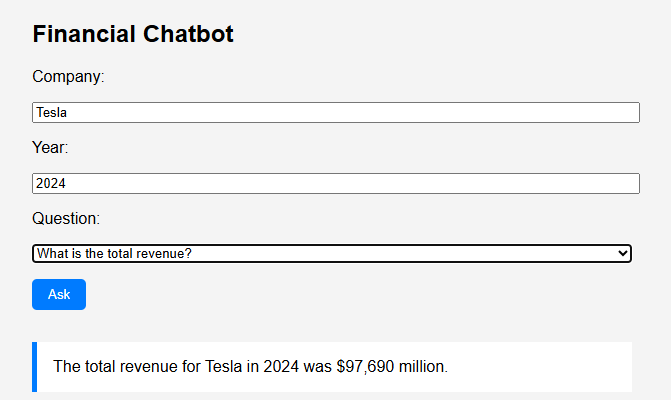 Financial Chatbot
Company:
Tesla
Year:
2024
Question:
What is the total revenue?
Ask
The total revenue for Tesla in 2024 was $97,690 million.